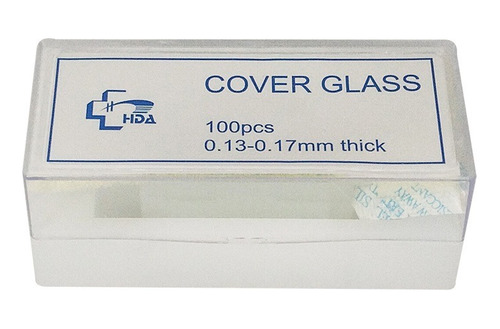 COVER GLASS
HDA
100pcs
0.13-0.17mm thick